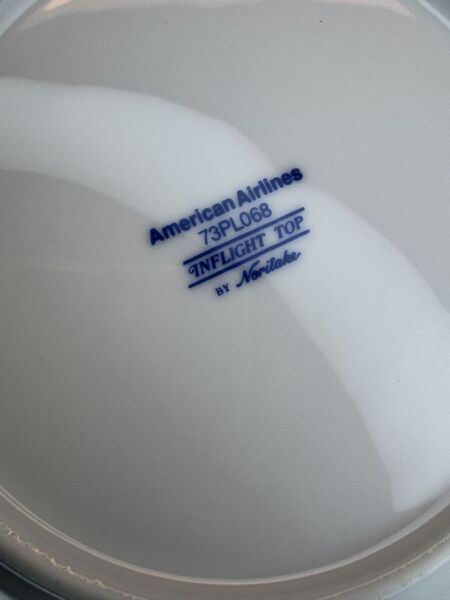 American Airlines
73PL068
INFLIGHT TOP
BY Noritake